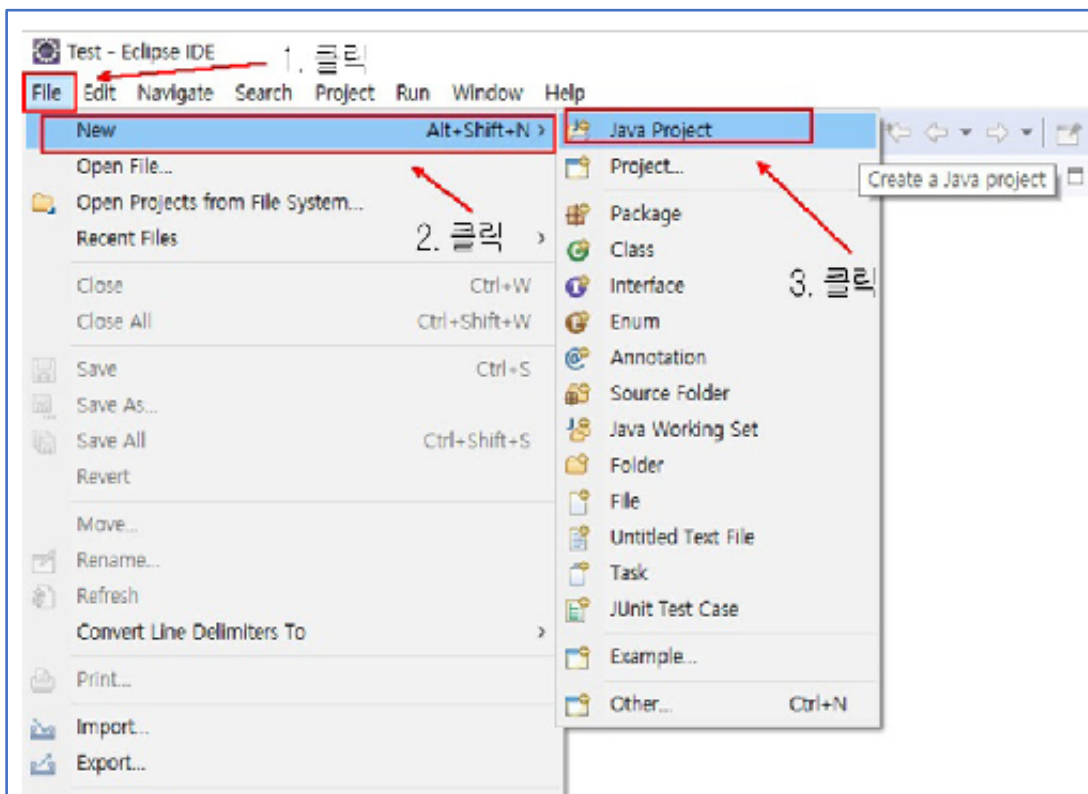 Test - Eclipse IDE
1. 클릭
File Edit Navigate Search Project Run Window Help
New Alt+Shift+N >
Open File...
Open Projects from File System...
Recent Files >
2. 클릭
Close Ctrl+W
Close All Ctrl+Shift+W
Save Ctrl+S
Save As...
Save All Ctrl+Shift+S
Revert
Move...
Rename...
Refresh
Convert Line Delimiters To >
Print...
Import...
Export...
Java Project
Project...
Create a Java project
Package
Class
Interface
3. 클릭
Enum
Annotation
Source Folder
Java Working Set
Folder
File
Untitled Text File
Task
JUnit Test Case
Example...
Other... Ctrl+N